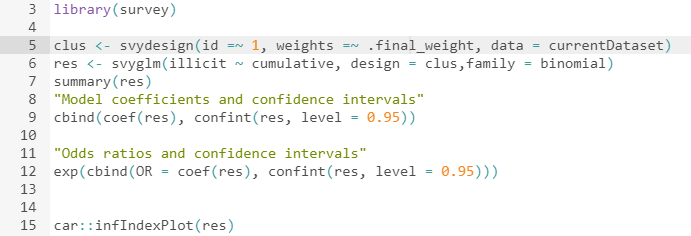 3 library(survey)
4
5 clus <- svydesign(id =~ 1, weights =~ .final_weight, data = currentDataset)
6 res <- svyglm(illicit ~ cumulative, design = clus,family = binomial)
7 summary(res)
8 "Model coefficients and confidence intervals"
9 cbind(coef(res), confint(res, level = 0.95))
10
11 "Odds ratios and confidence intervals"
12 exp(cbind(OR = coef(res), confint(res, level = 0.95)))
13
14
15 car::infIndexPlot(res)